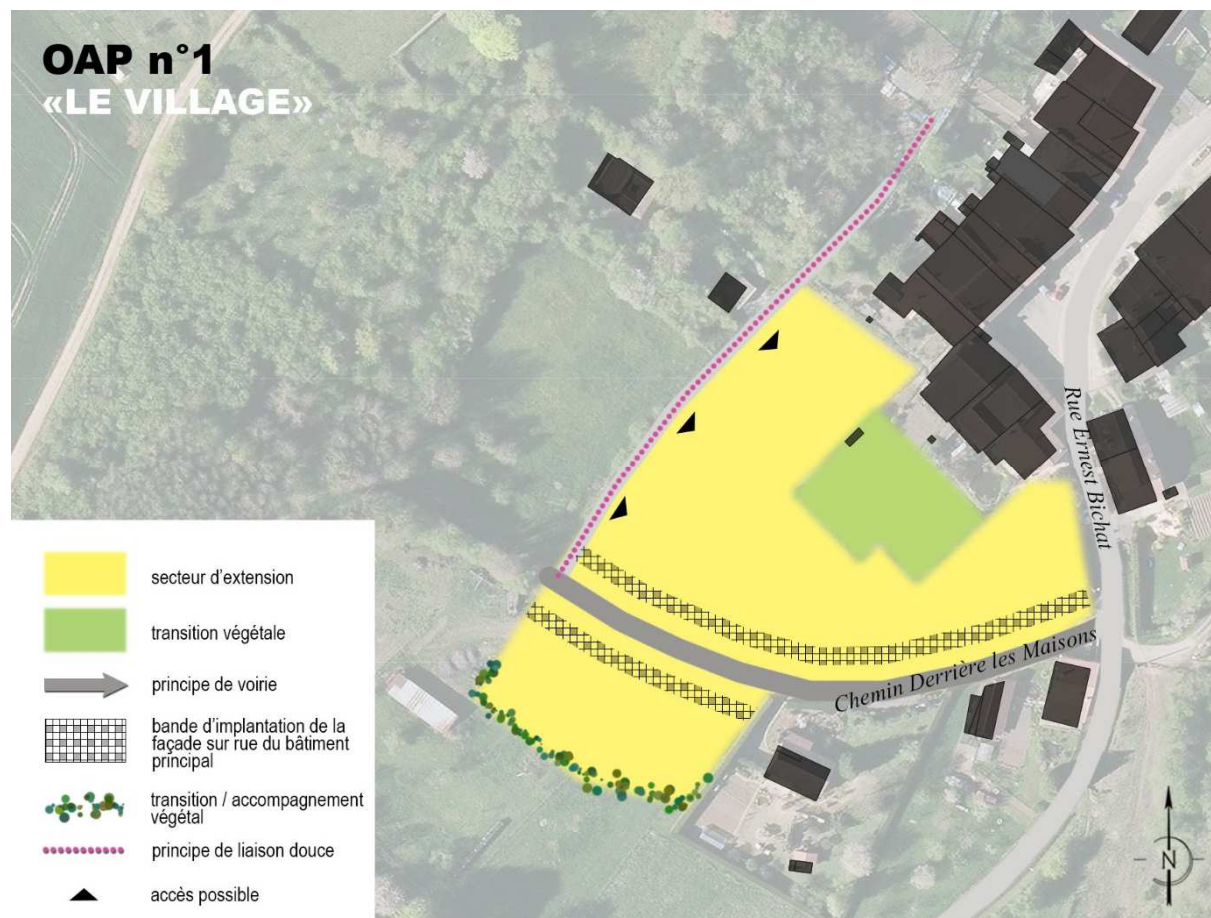 OAP n°1
«LE VILLAGE»
Rue Ernest Bichat
Chemin Derrière les Maisons
secteur d'extension
transition végétale
principe de voirie
bande d'implantation de la
façade sur rue du bâtiment
principal
transition / accompagnement
végétal
principe de liaison douce
accès possible
N